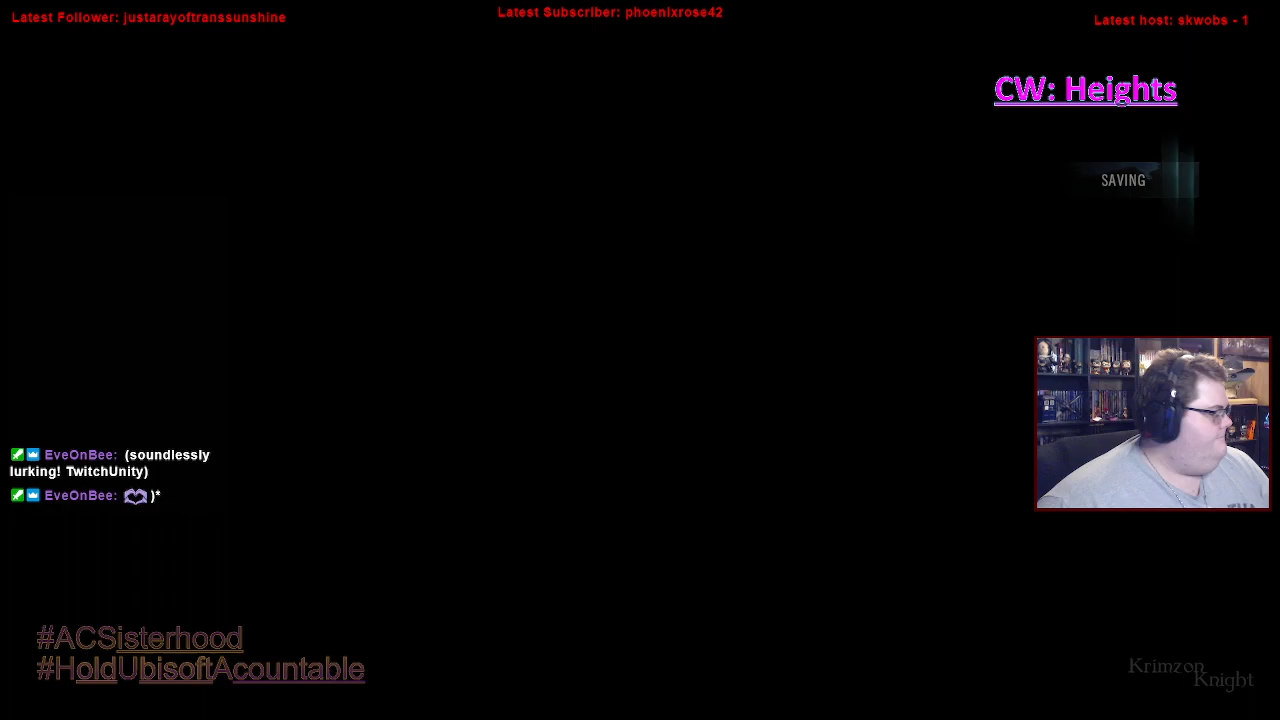 Latest Follower: justarayoftranssunshine
Latest Subscriber: phoenixrose42
Latest host: skwobs - 1
CW: Heights
SAVING
EveOnBee: (soundlessly
lurking! TwitchUnity)
EveOnBee: )*
#ACSisterhood
#HoldUbisoftAcountable
Krimzon
Knight